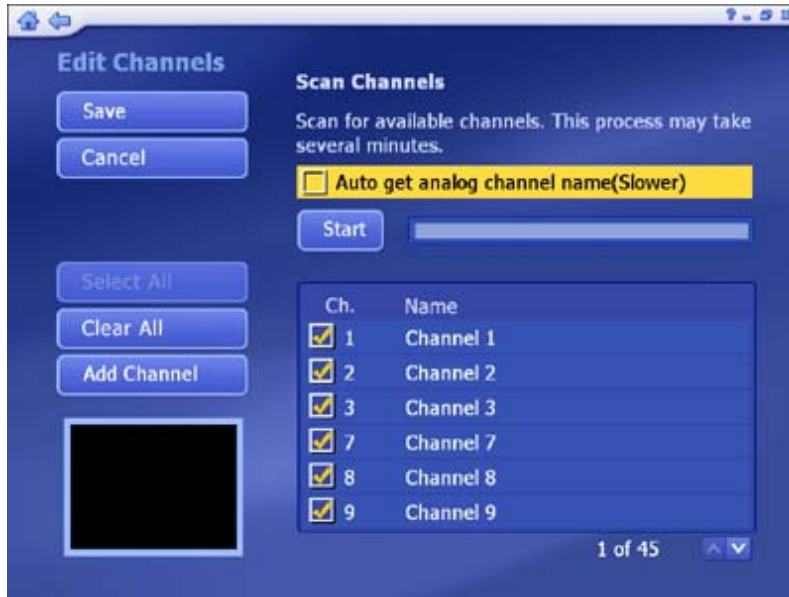 ?
Edit Channels
Save
Cancel
Select All
Clear All
Add Channel
Scan Channels
Scan for available channels. This process may take
several minutes.
Auto get analog channel name(Slower)
Start
Ch. Name
1 Channel 1
2 Channel 2
3 Channel 3
7 Channel 7
8 Channel 8
9 Channel 9
1 of 45